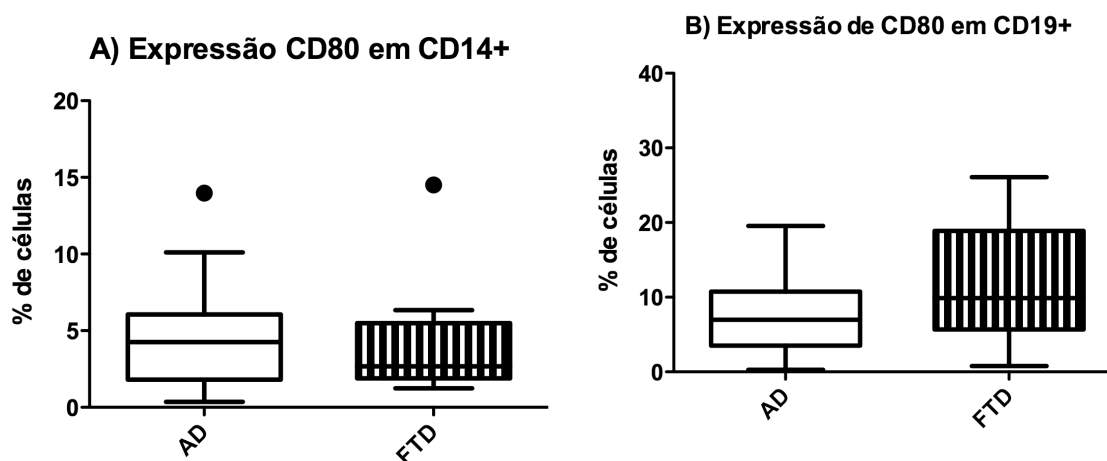 A) Expressão CD80 em CD14+
% de células
20
15
10
5
0
AD
FTD
B) Expressão de CD80 em CD19+
% de células
40
30
20
10
0
AD
FTD